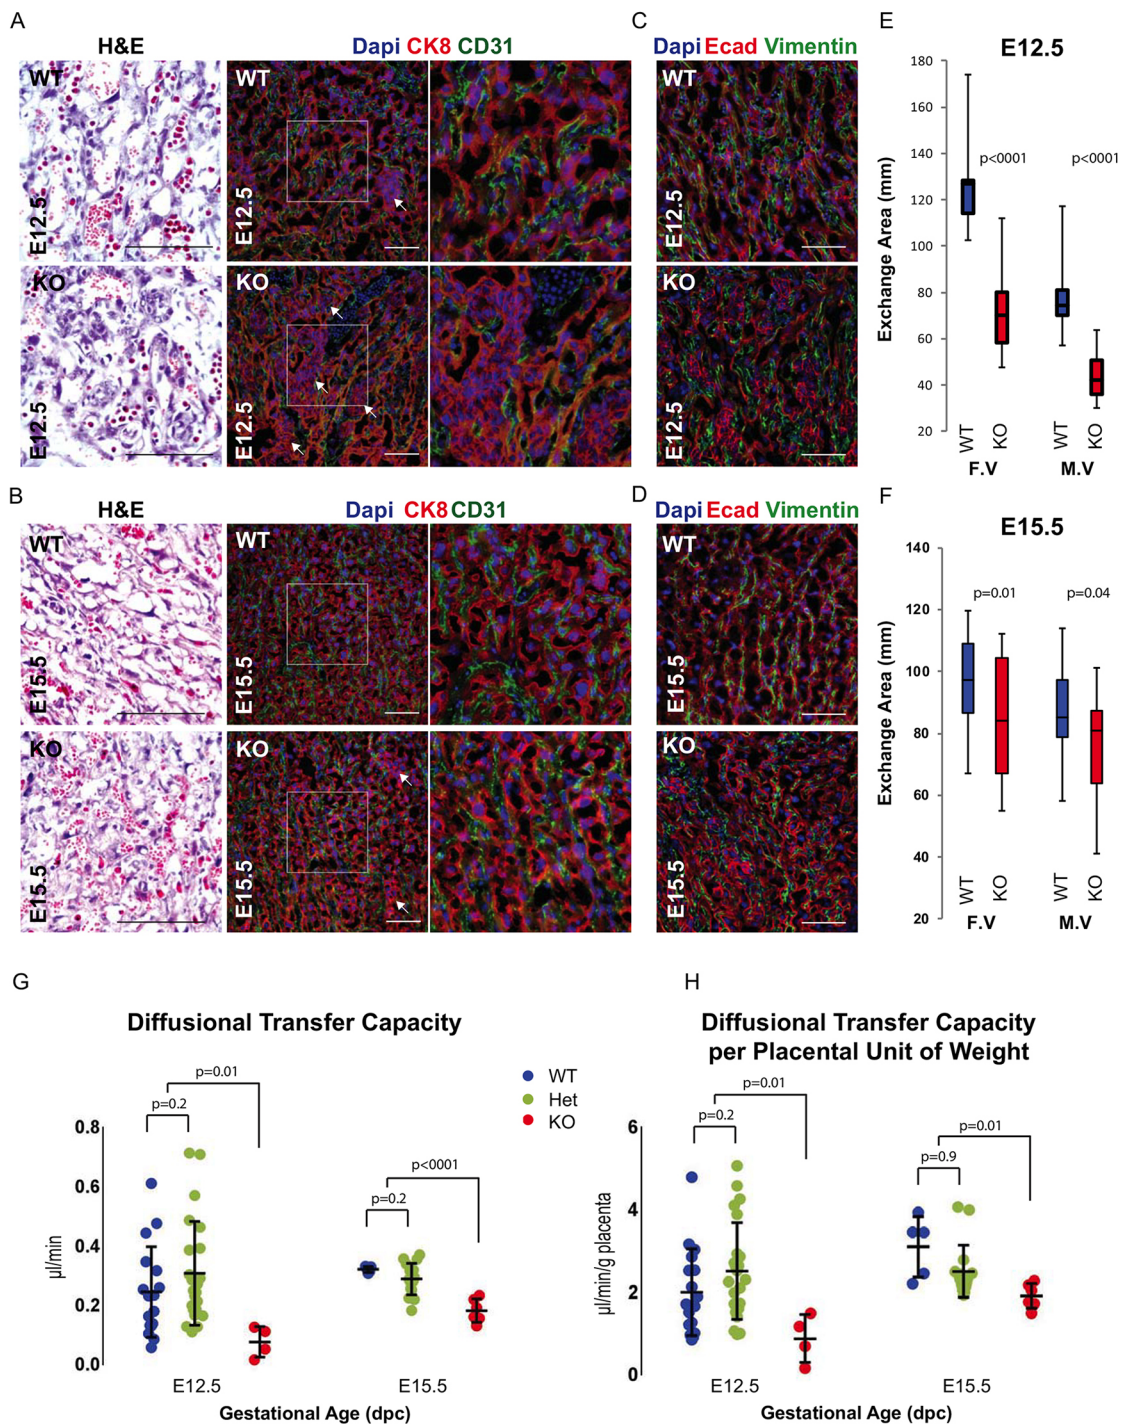 A
H&E
Dapi CK8 CD31
WT
E12.5
WT
E12.5
KO
E12.5
KO
E12.5
C
Dapi Ecad Vimentin
WT
E12.5
KO
E12.5
E
E12.5
Exchange Area (mm)
180
160
140
120
100
80
60
40
20
p<0001
p<0001
WT
KO
WT
KO
F.V
M.V
B
H&E
Dapi CK8 CD31
WT
E15.5
WT
E15.5
KO
E15.5
KO
E15.5
D
Dapi Ecad Vimentin
WT
E15.5
KO
E15.5
F
E15.5
Exchange Area (mm)
140
120
100
80
60
40
20
p=0.01
p=0.04
WT
KO
WT
KO
F.V
M.V
G
Diffusional Transfer Capacity
WT
Het
KO
p=0.01
p=0.2
p<0001
p=0.2
µl/min
0.8
0.6
0.4
0.2
0.0
E12.5
E15.5
Gestational Age (dpc)
H
Diffusional Transfer Capacity
per Placental Unit of Weight
p=0.01
p=0.2
p=0.01
p=0.9
µl/min/g placenta
6
4
2
0
E12.5
E15.5
Gestational Age (dpc)